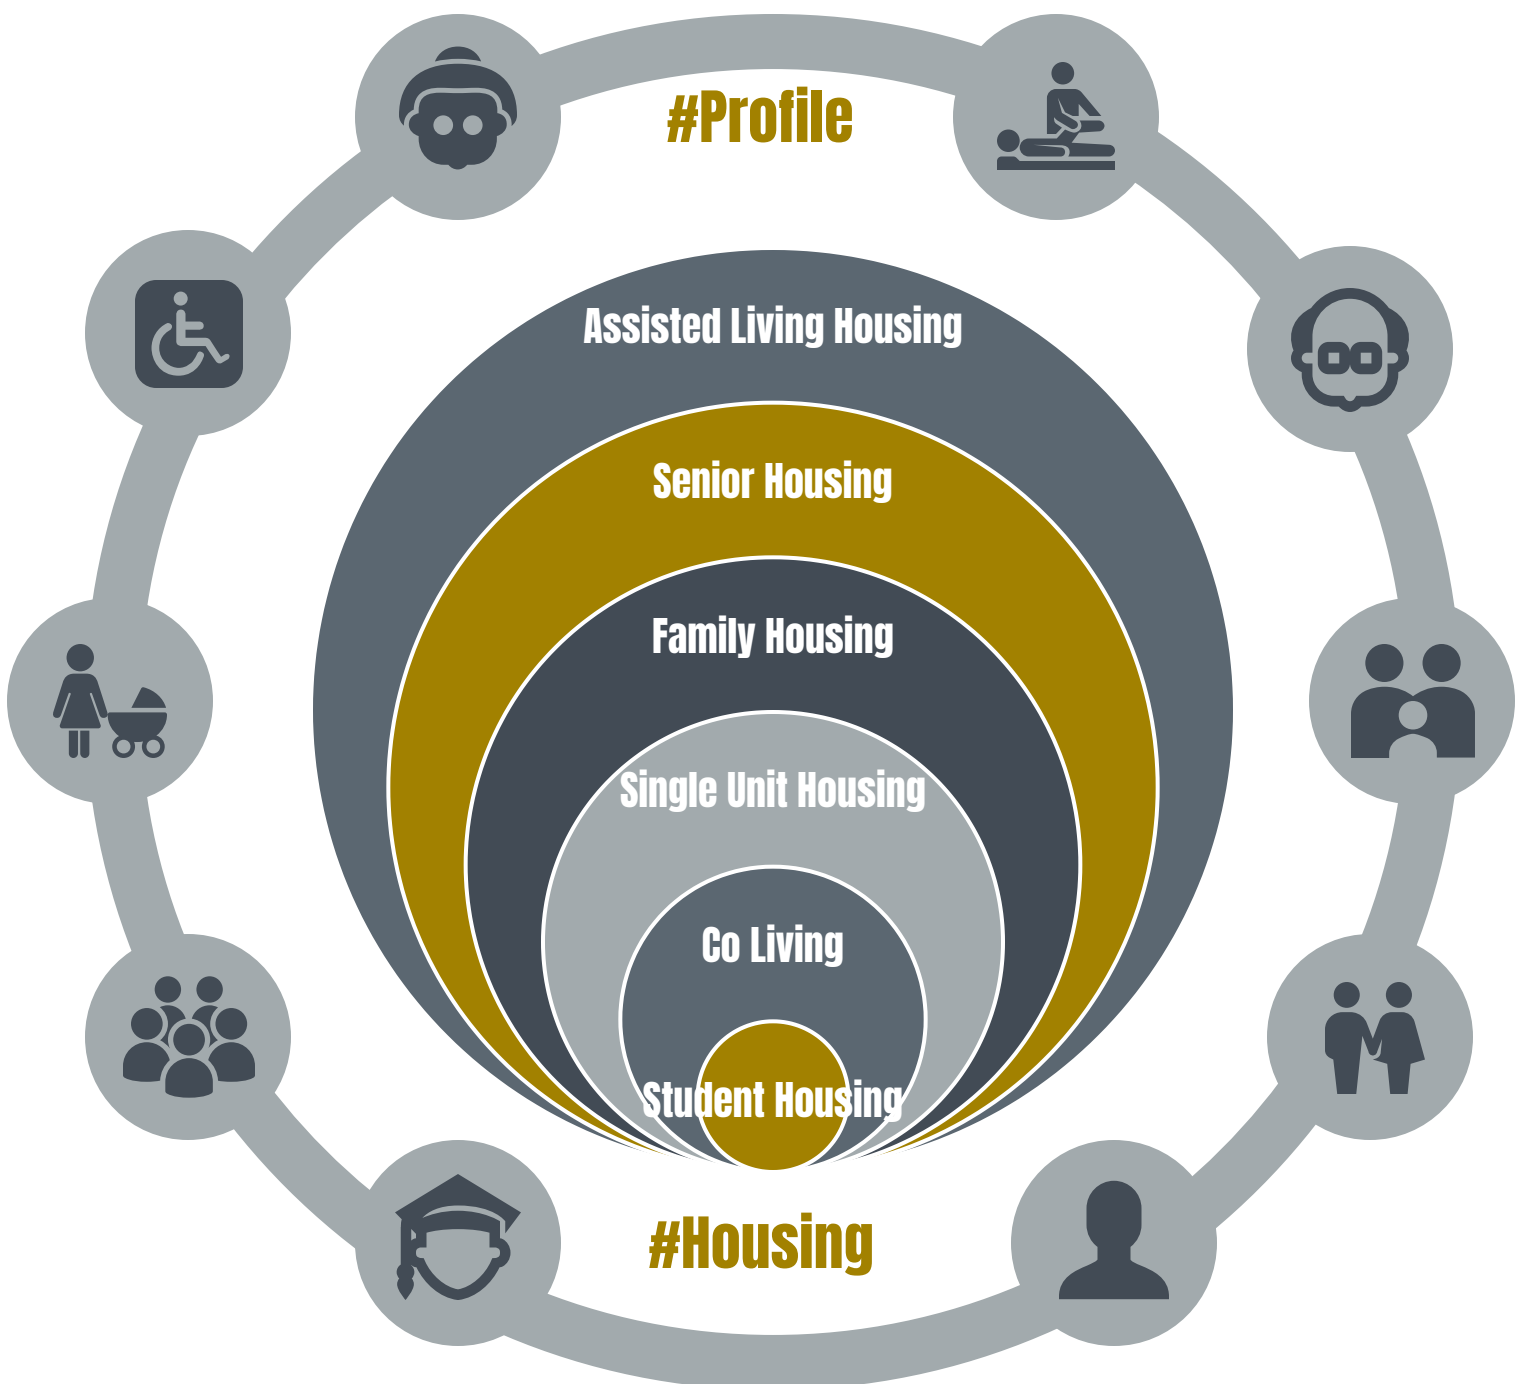 #Profile
Assisted Living Housing
Senior Housing
Family Housing
Single Unit Housing
Co Living
Student Housing
#Housing